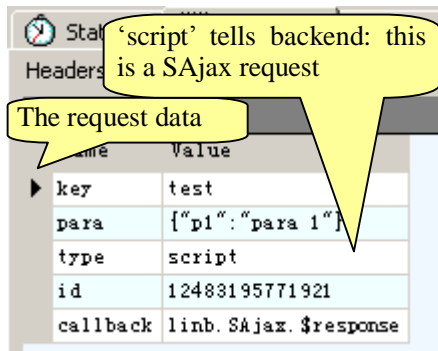 Stat
'script' tells backend: this
is a SAjax request
Headers
The request data
Value
key test
para {"p1":"para 1"}
type script
id 12483195771921
callback linb.SAjax.$response